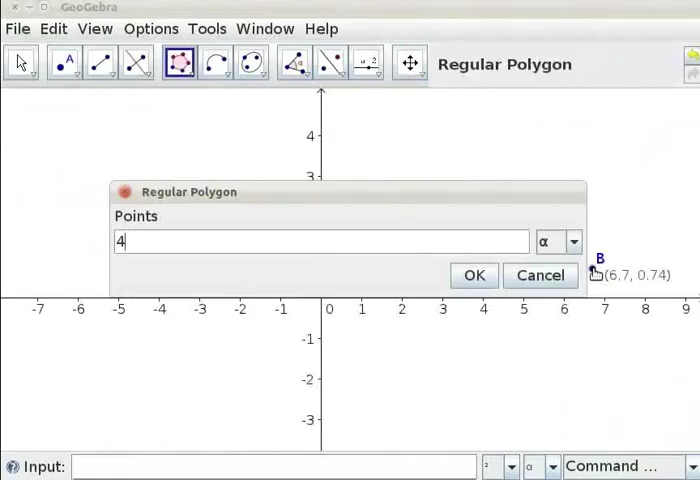 GeoGebra
File Edit View Options Tools Window Help
A a=2 Regular Polygon
4
3
Regular Polygon
Points
4 α
B
OK Cancel (6.7, 0.74)
-7 -6 -5 -4 -3 -2 -1 0 1 2 3 4 5 6 7 8 9
-1
-2
-3
Input: ² α Command ...